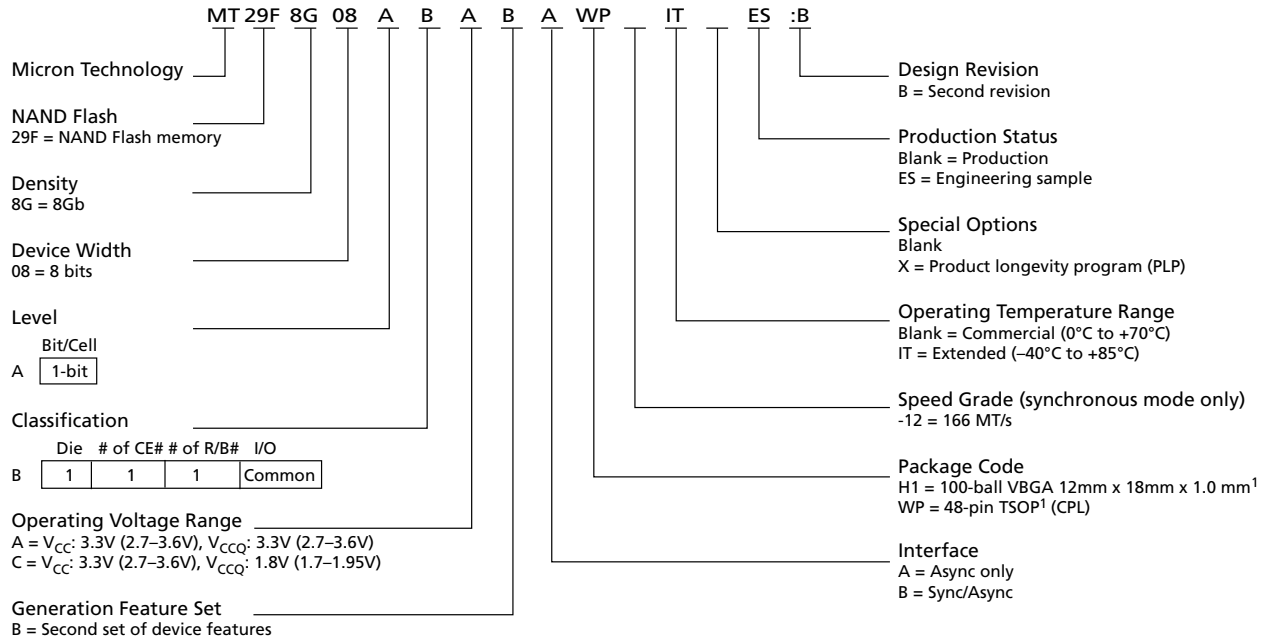 MT 29F 8G 08 A B A B A WP IT ES :B
Micron Technology
NAND Flash
29F = NAND Flash memory
Density
8G = 8Gb
Device Width
08 = 8 bits
Level
Bit/Cell
A 1-bit
Classification
Die # of CE# # of R/B# I/O
B 1 1 1 Common
Operating Voltage Range
A = VCC: 3.3V (2.7–3.6V), VCCQ: 3.3V (2.7–3.6V)
C = VCC: 3.3V (2.7–3.6V), VCCQ: 1.8V (1.7–1.95V)
Generation Feature Set
B = Second set of device features
Design Revision
B = Second revision
Production Status
Blank = Production
ES = Engineering sample
Special Options
Blank
X = Product longevity program (PLP)
Operating Temperature Range
Blank = Commercial (0°C to +70°C)
IT = Extended (–40°C to +85°C)
Speed Grade (synchronous mode only)
-12 = 166 MT/s
Package Code
H1 = 100-ball VBGA 12mm x 18mm x 1.0 mm1
WP = 48-pin TSOP1 (CPL)
Interface
A = Async only
B = Sync/Async